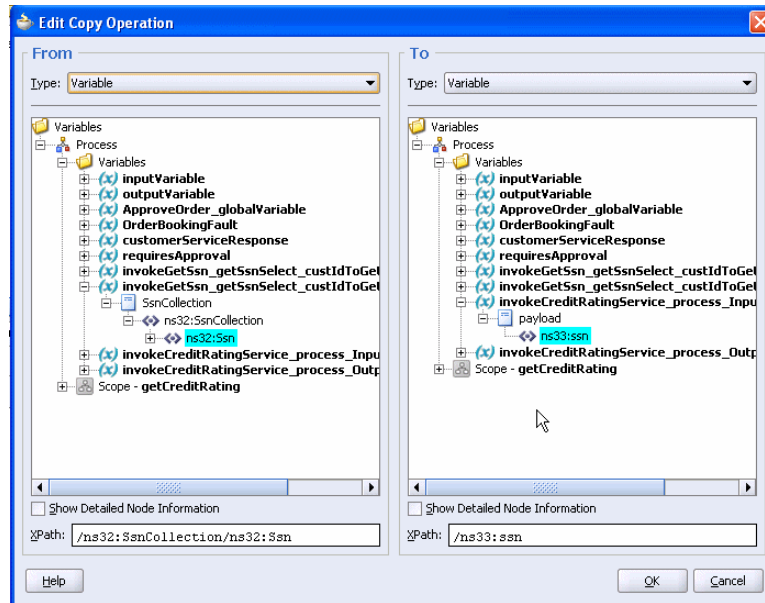 Edit Copy Operation
From
Type: Variable
Variables
Process
Variables
inputVariable
outputVariable
ApproveOrder_globalVariable
OrderBookingFault
customerServiceResponse
requiresApproval
invokeGetSsn_getSsnSelect_custIdToGet
invokeGetSsn_getSsnSelect_custIdToGet
SsnCollection
ns32:SsnCollection
ns32:Ssn
invokeCreditRatingService_process_Inpu
invokeCreditRatingService_process_Outp
Scope - getCreditRating
Show Detailed Node Information
XPath: /ns32:SsnCollection/ns32:Ssn
To
Type: Variable
Variables
Process
Variables
inputVariable
outputVariable
ApproveOrder_globalVariable
OrderBookingFault
customerServiceResponse
requiresApproval
invokeGetSsn_getSsnSelect_custIdToGet
invokeGetSsn_getSsnSelect_custIdToGet
invokeCreditRatingService_process_Inpu
payload
ns33:ssn
invokeCreditRatingService_process_Outp
Scope - getCreditRating
Show Detailed Node Information
XPath: /ns33:ssn
Help
OK
Cancel